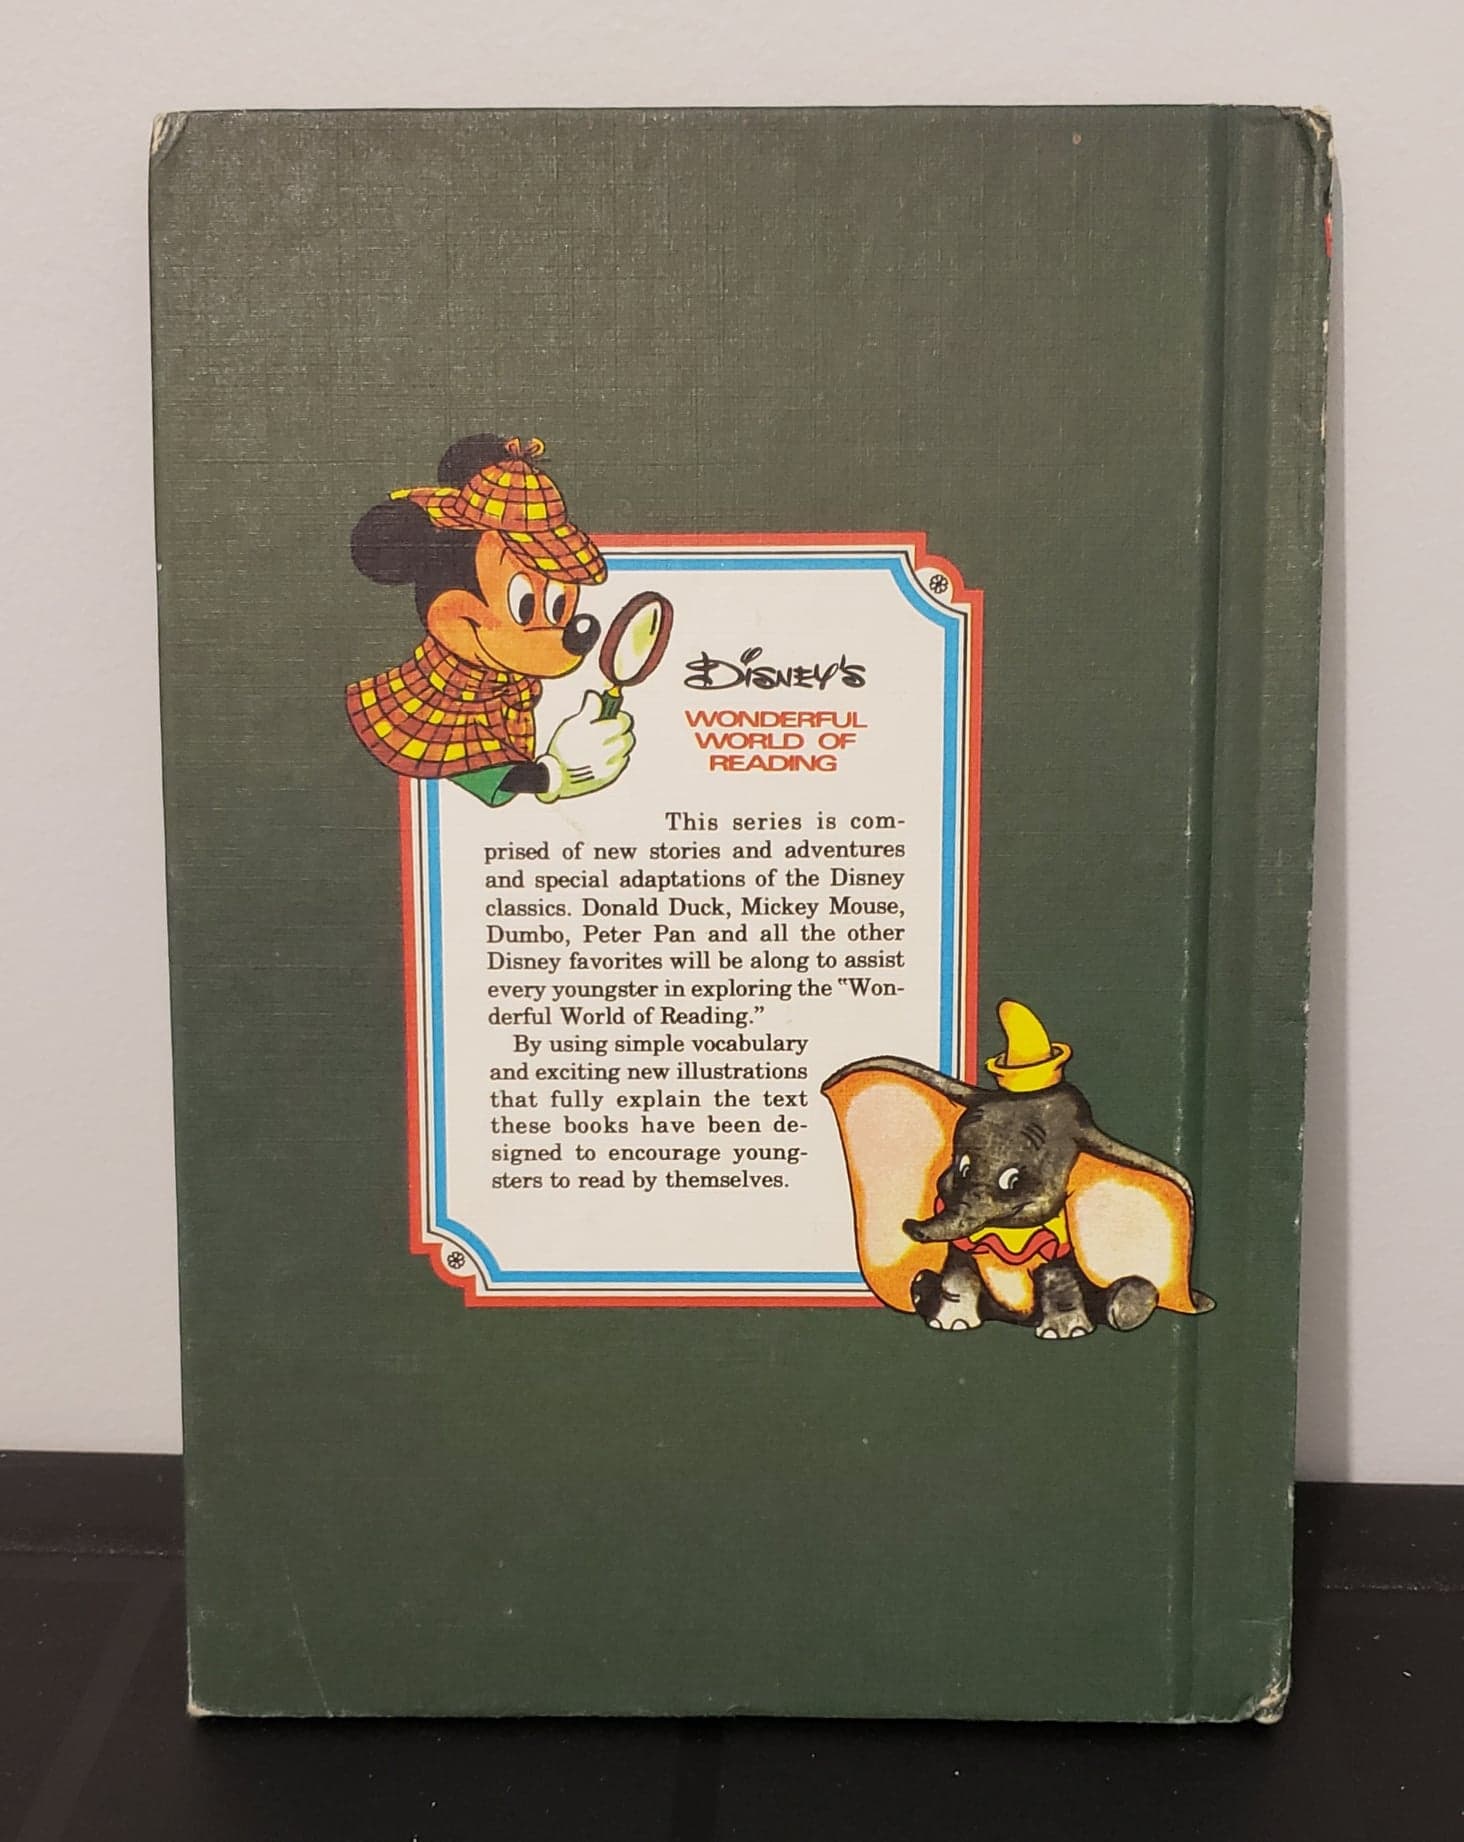 Disney's
WONDERFUL
WORLD OF
READING
This series is com-
prised of new stories and adventures
and special adaptations of the Disney
classics. Donald Duck, Mickey Mouse,
Dumbo, Peter Pan and all the other
Disney favorites will be along to assist
every youngster in exploring the "Won-
derful World of Reading."
By using simple vocabulary
and exciting new illustrations
that fully explain the text
these books have been de-
signed to encourage young-
sters to read by themselves.